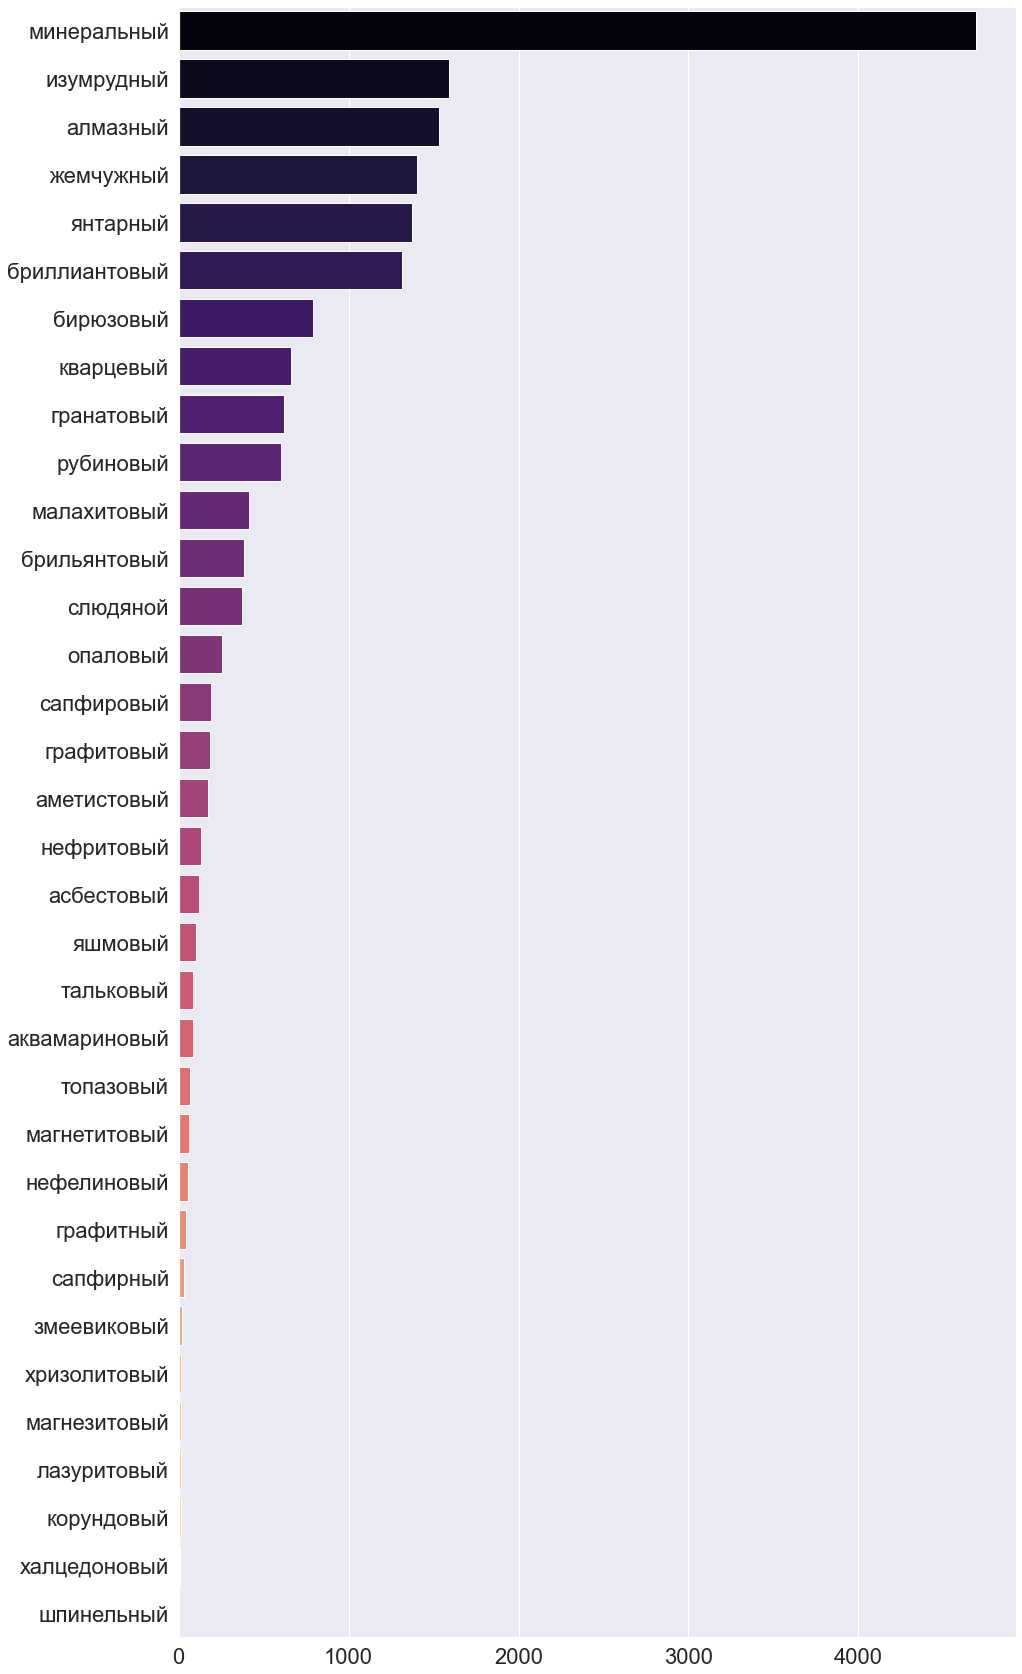 минеральный
изумрудный
алмазный
жемчужный
янтарный
бриллиантовый
бирюзовый
кварцевый
гранатовый
рубиновый
малахитовый
брильянтовый
слюдяной
опаловый
сапфировый
графитовый
аметистовый
нефритовый
асбестовый
яшмовый
тальковый
аквамариновый
топазовый
магнетитовый
нефелиновый
графитный
сапфирный
змеевиковый
хризолитовый
магнезитовый
лазуритовый
корундовый
халцедоновый
шпинельный
0 1000 2000 3000 4000